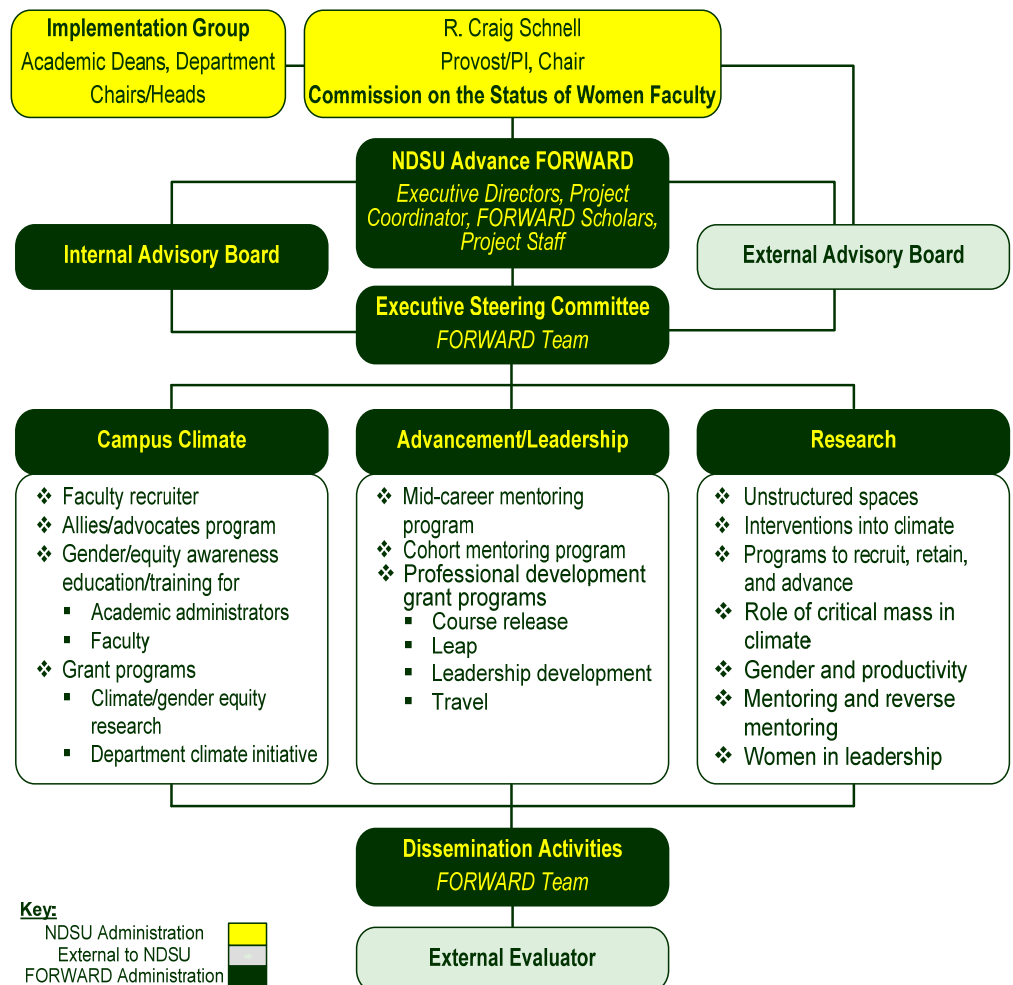 Implementation Group
Academic Deans, Department
Chairs/Heads
R. Craig Schnell
Provost/PI, Chair
Commission on the Status of Women Faculty
NDSU Advance FORWARD
Executive Directors, Project
Coordinator, FORWARD Scholars,
Project Staff
Internal Advisory Board
External Advisory Board
Executive Steering Committee
FORWARD Team
Campus Climate
Faculty recruiter
Allies/advocates program
Gender/equity awareness
education/training for
Academic administrators
Faculty
Grant programs
Climate/gender equity
research
Department climate initiative
Advancement/Leadership
Mid-career mentoring
program
Cohort mentoring program
Professional development
grant programs
Course release
Leap
Leadership development
Travel
Research
Unstructured spaces
Interventions into climate
Programs to recruit, retain,
and advance
Role of critical mass in
climate
Gender and productivity
Mentoring and reverse
mentoring
Women in leadership
Dissemination Activities
FORWARD Team
External Evaluator
Key:
NDSU Administration
External to NDSU
FORWARD Administration